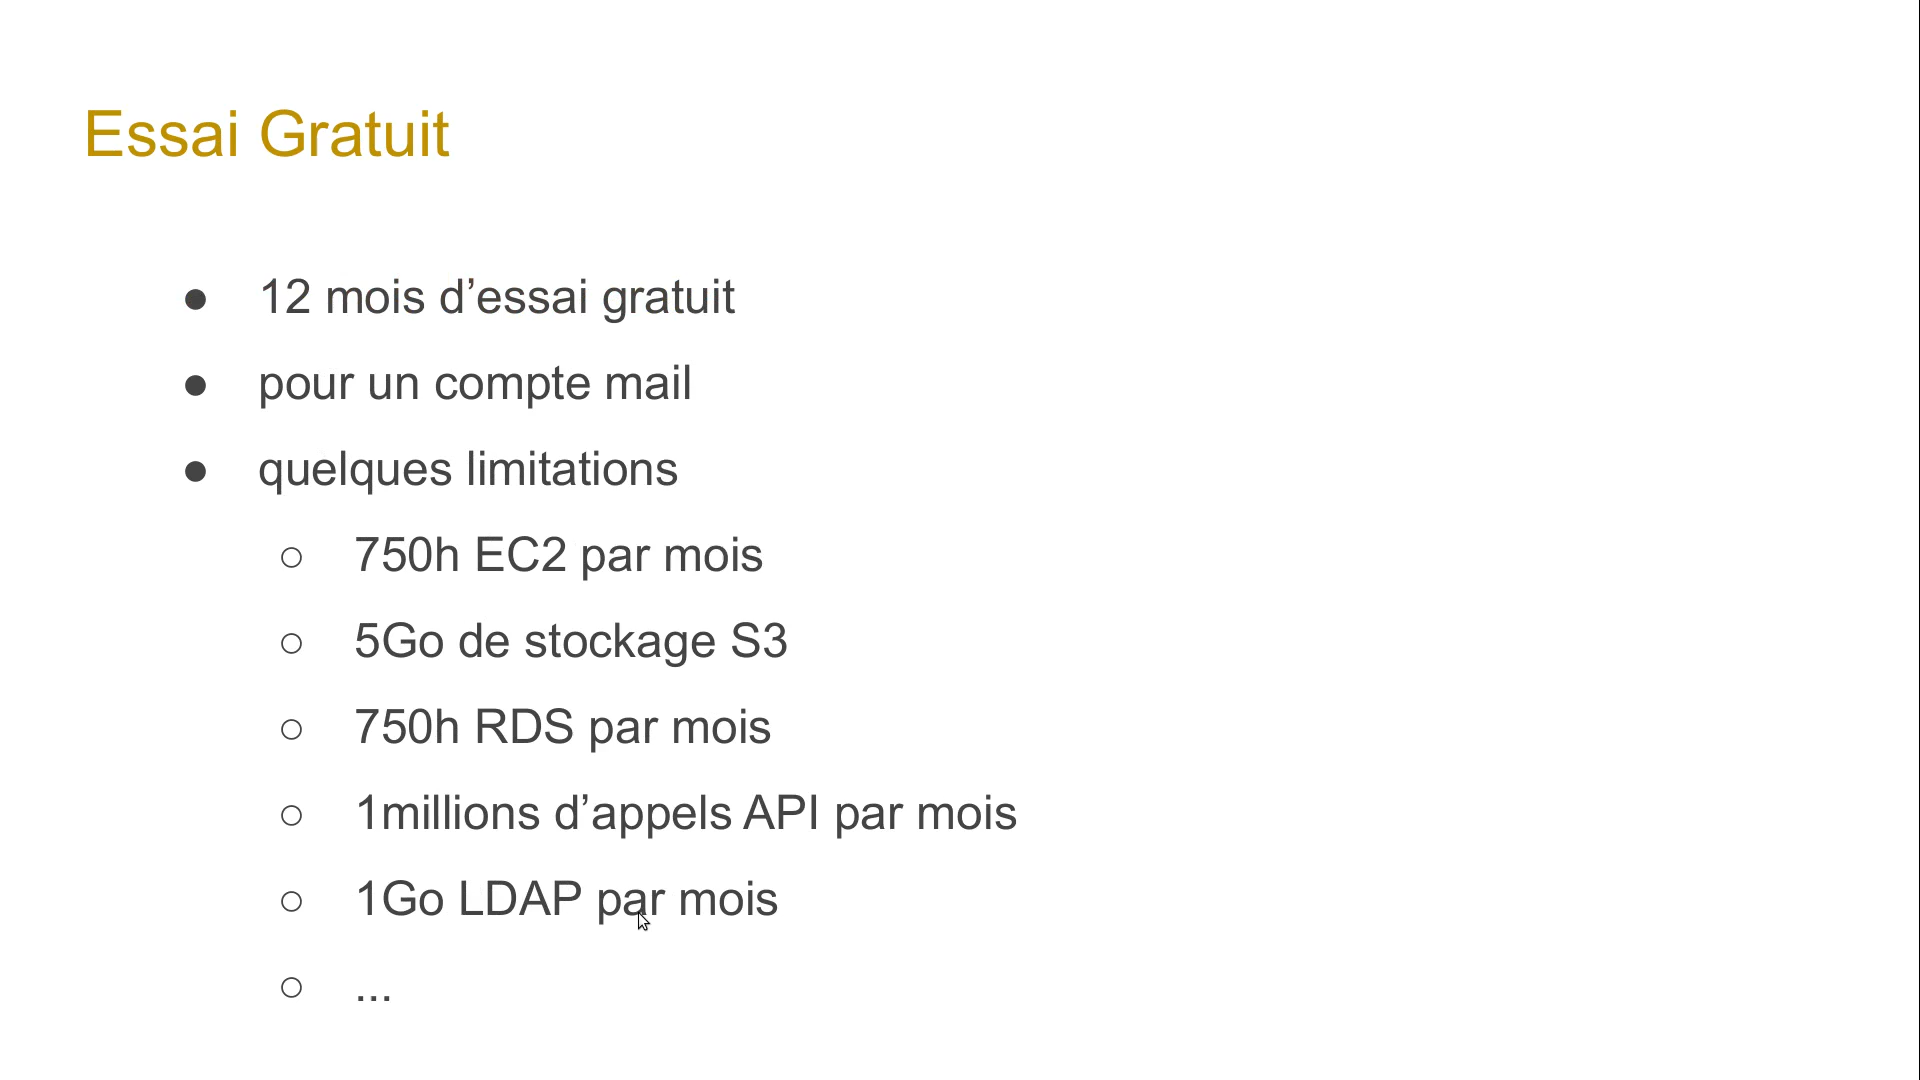 Essai Gratuit
● 12 mois d’essai gratuit
● pour un compte mail
● quelques limitations
○ 750h EC2 par mois
○ 5Go de stockage S3
○ 750h RDS par mois
○ 1millions d’appels API par mois
○ 1Go LDAP par mois
○ ...